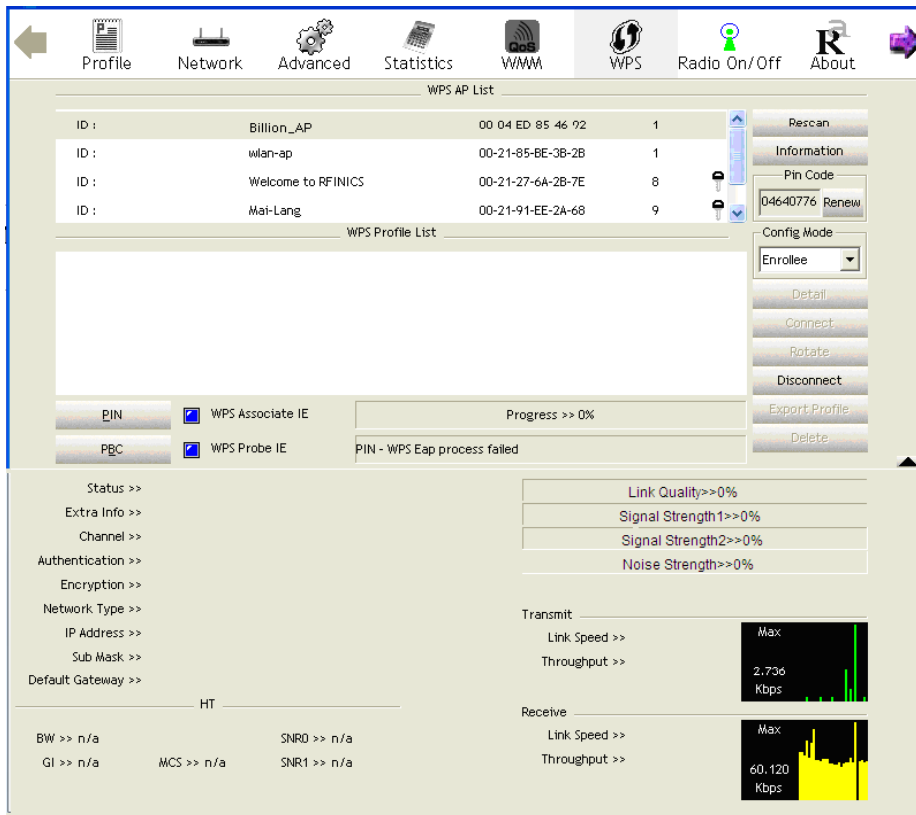 Profile Network Advanced Statistics QoS WMM WPS Radio On/Off About
WPS AP List
ID : Billion_AP 00 04 ED 85 46 92 1
ID : wlan-ap 00-21-85-BE-3B-2B 1
ID : Welcome to RFINICS 00-21-27-6A-2B-7E 8
ID : Mai-Lang 00-21-91-EE-2A-68 9
Rescan
Information
Pin Code
04640776 Renew
Config Mode
Enrollee
Detail
Connect
Rotate
Disconnect
Export Profile
Delete
WPS Profile List
PIN WPS Associate IE Progress >> 0%
PBC WPS Probe IE PIN - WPS Eap process failed
Status >>
Extra Info >>
Channel >>
Authentication >>
Encryption >>
Network Type >>
IP Address >>
Sub Mask >>
Default Gateway >>
HT
BW >> n/a SNR0 >> n/a
GI >> n/a MCS >> n/a SNR1 >> n/a
Link Quality>>0%
Signal Strength1>>0%
Signal Strength2>>0%
Noise Strength>>0%
Transmit
Link Speed >>
Throughput >>
Max
2.736
Kbps
Receive
Link Speed >>
Throughput >>
Max
60.120
Kbps